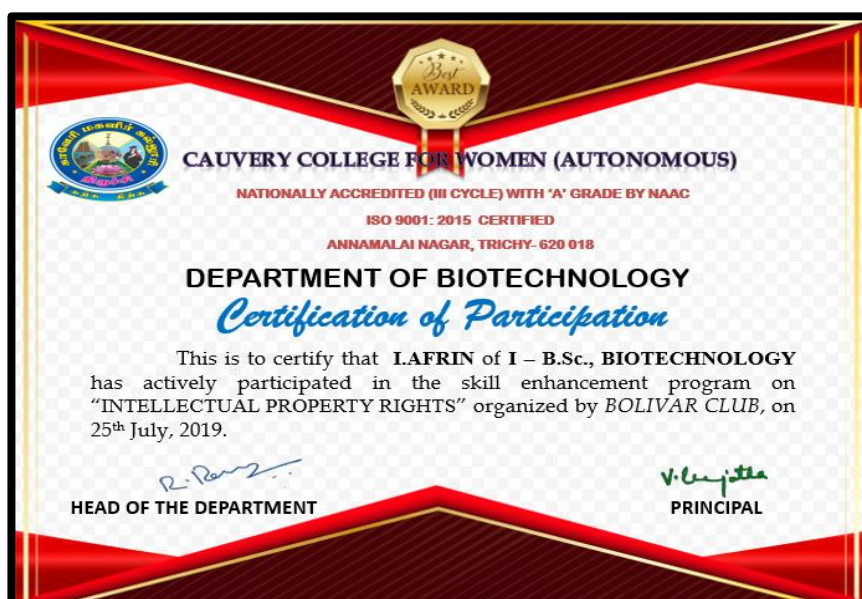 Best
AWARD
காவேரி மகளிர் கல்லூரி
திருச்சி
கற்க நிற்க
CAUVERY COLLEGE FOR WOMEN (AUTONOMOUS)
NATIONALLY ACCREDITED (III CYCLE) WITH ‘A’ GRADE BY NAAC
ISO 9001: 2015 CERTIFIED
ANNAMALAI NAGAR, TRICHY- 620 018
DEPARTMENT OF BIOTECHNOLOGY
Certification of Participation
This is to certify that I.AFRIN of I – B.Sc., BIOTECHNOLOGY
has actively participated in the skill enhancement program on
“INTELLECTUAL PROPERTY RIGHTS” organized by BOLIVAR CLUB, on
25th July, 2019.
HEAD OF THE DEPARTMENT
PRINCIPAL